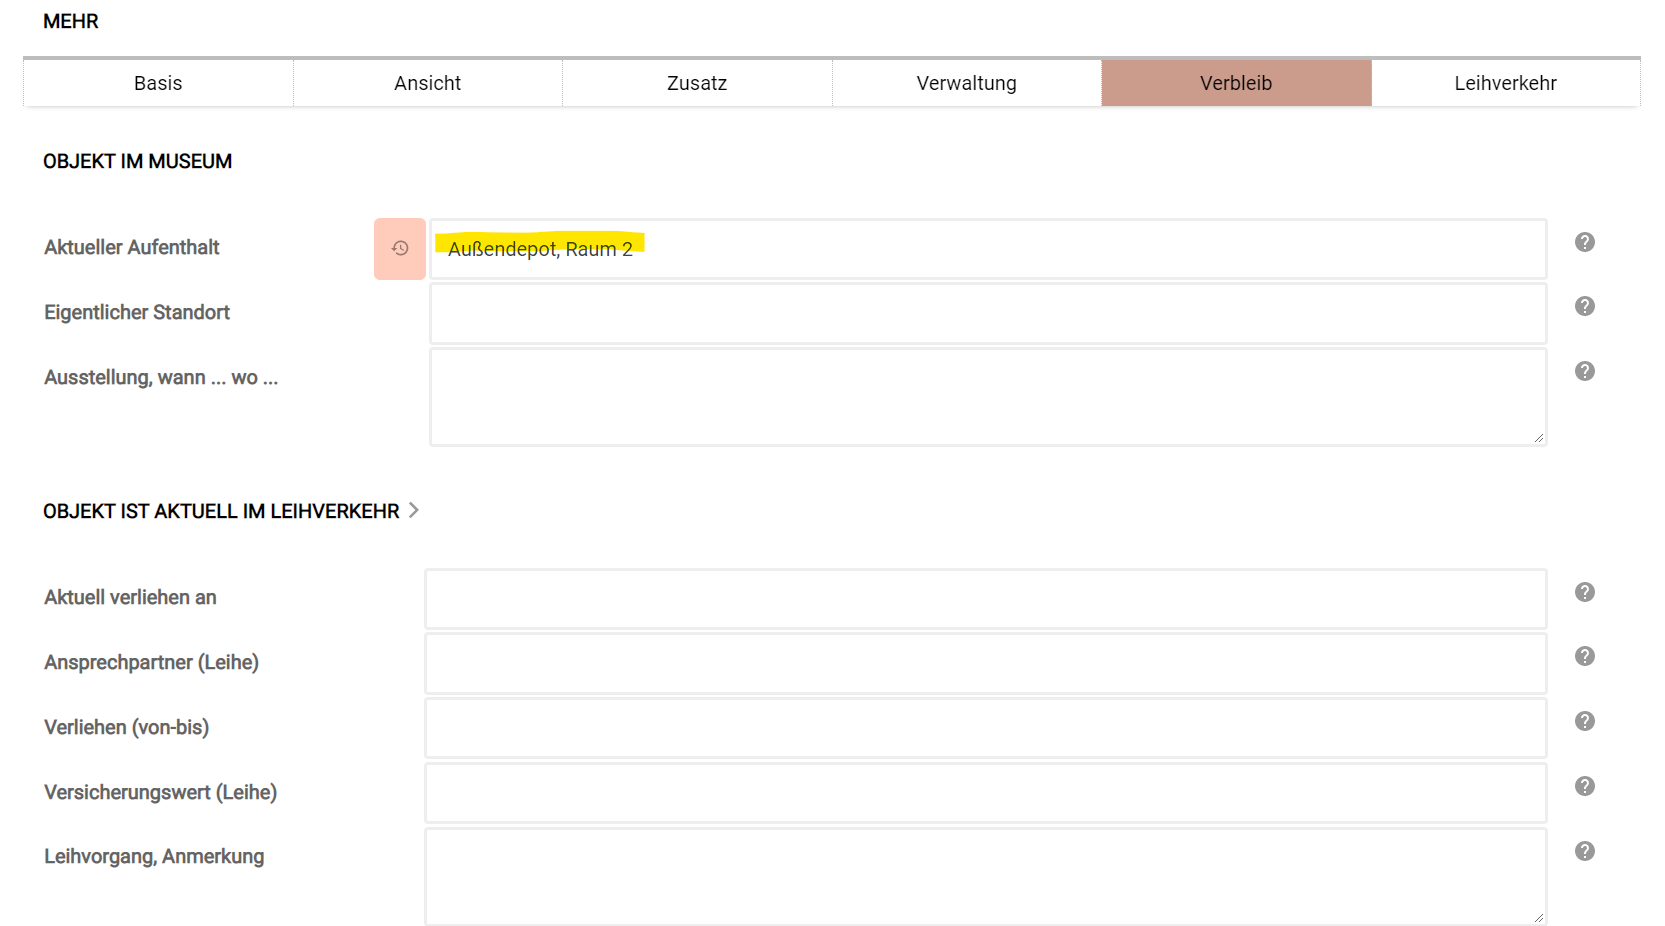 MEHR
Basis Ansicht Zusatz Verwaltung Verbleib Leihverkehr
OBJEKT IM MUSEUM
Aktueller Aufenthalt Außendepot, Raum 2
Eigentlicher Standort
Ausstellung, wann ... wo ...
OBJEKT IST AKTUELL IM LEIHVERKEHR
Aktuell verliehen an
Ansprechpartner (Leihe)
Verliehen (von-bis)
Versicherungswert (Leihe)
Leihvorgang, Anmerkung